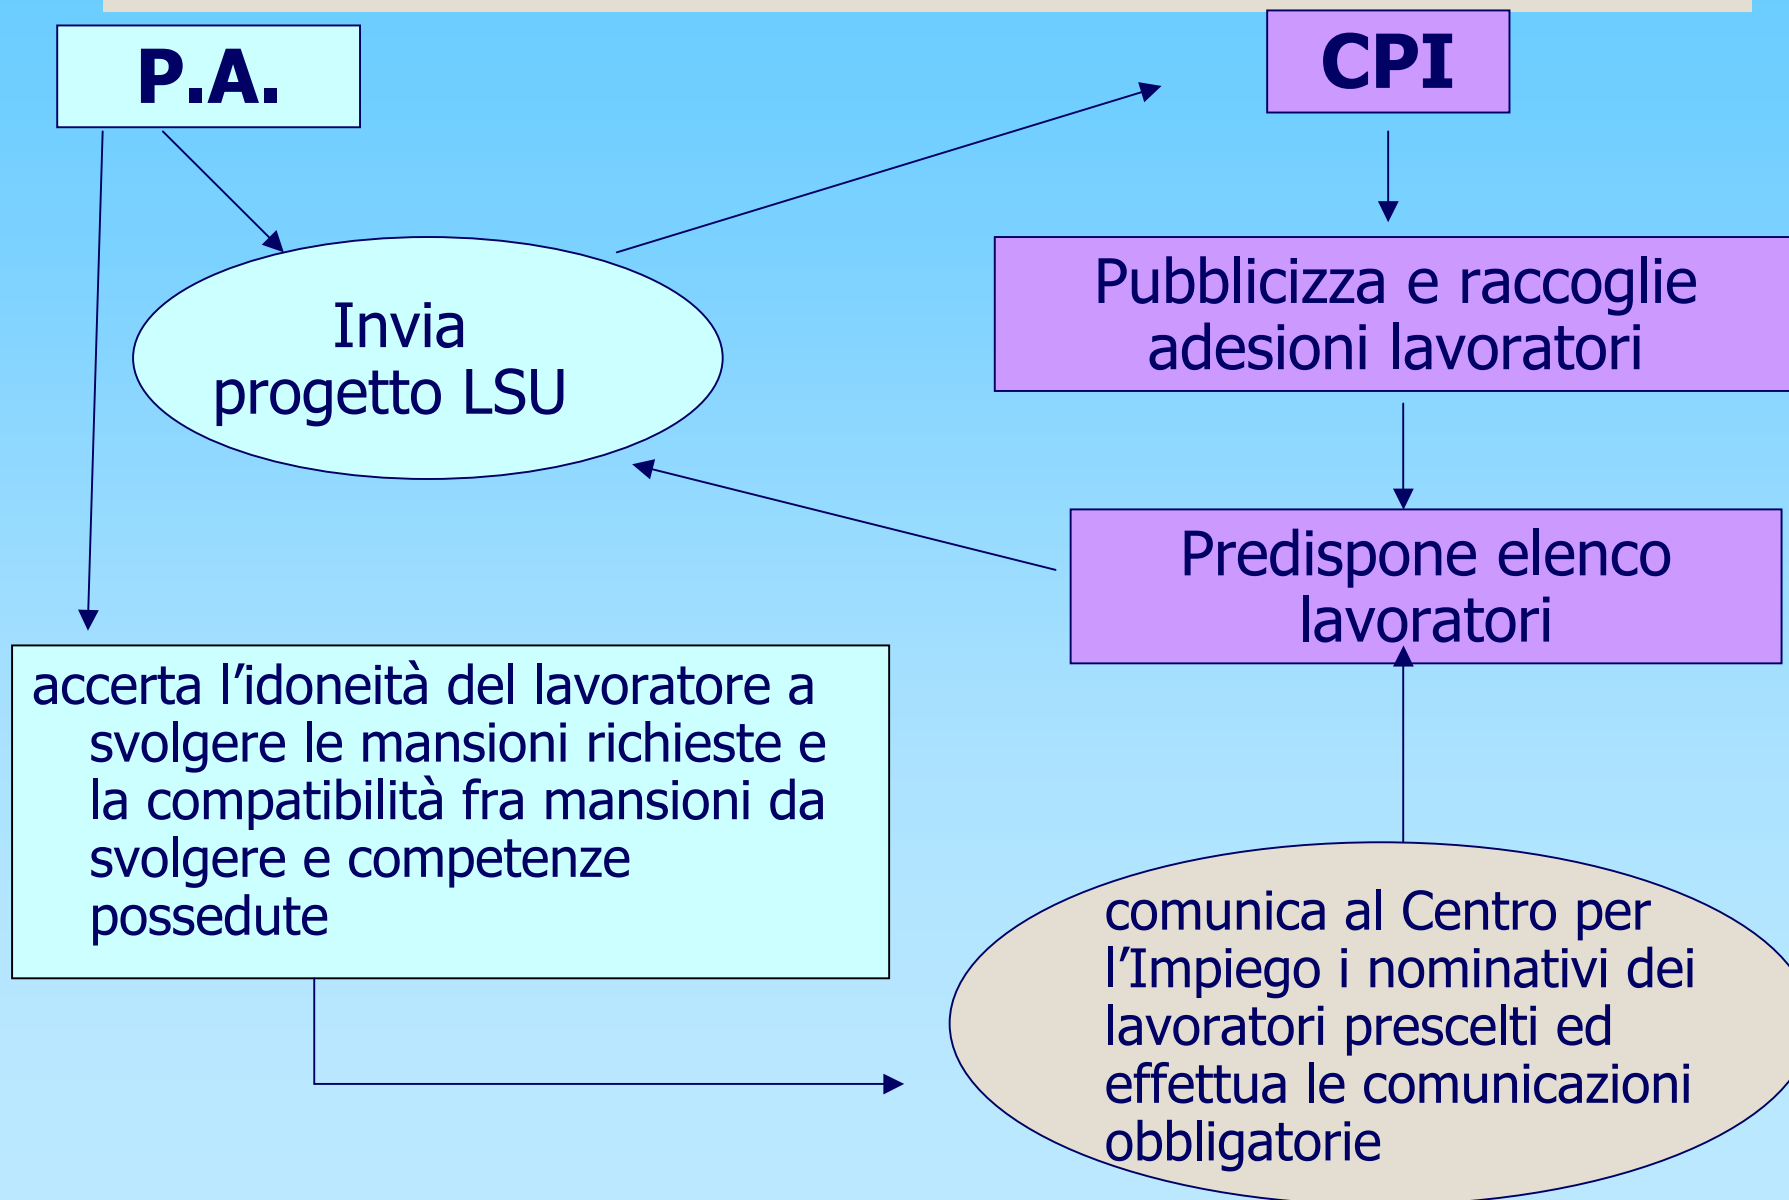 P.A.
CPI
Invia
progetto LSU
Pubblicizza e raccoglie
adesioni lavoratori
Predispone elenco
lavoratori
accerta l’idoneità del lavoratore a
svolgere le mansioni richieste e
la compatibilità fra mansioni da
svolgere e competenze
possedute
comunica al Centro per
l’Impiego i nominativi dei
lavoratori prescelti ed
effettua le comunicazioni
obbligatorie